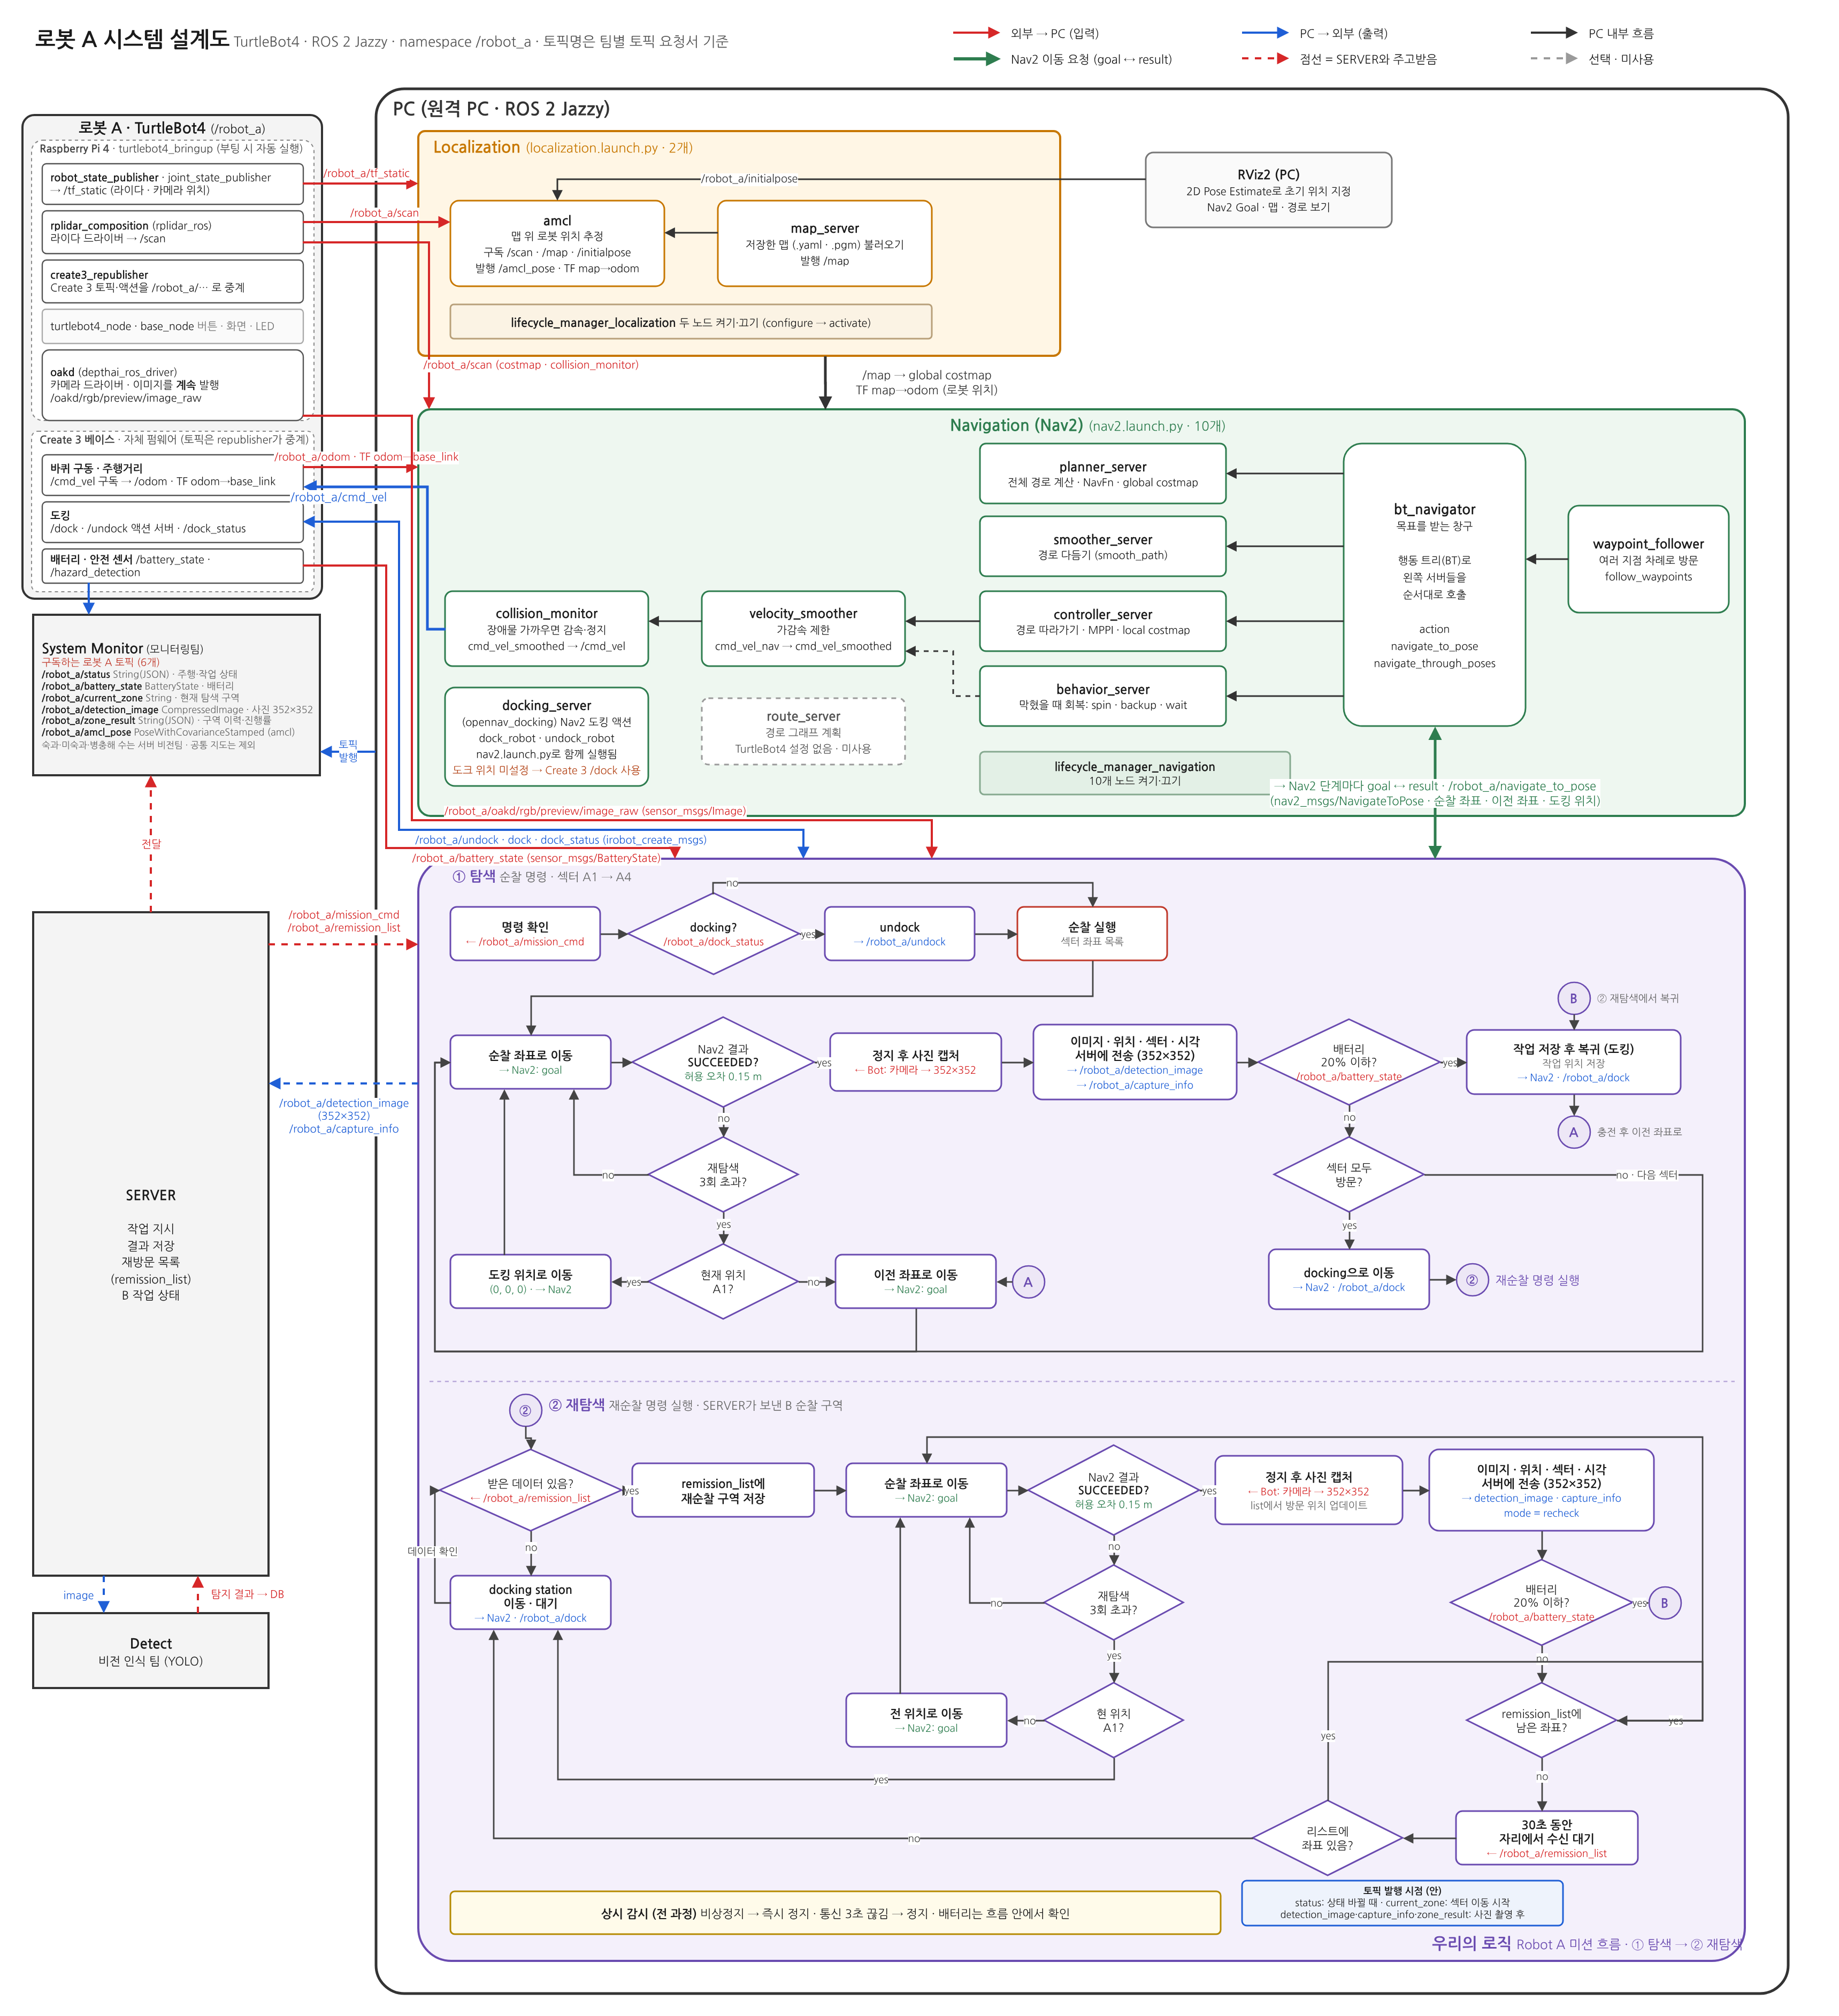 로봇 A 시스템 설계도 TurtleBot4 · ROS 2 Jazzy · namespace /robot_a · 토픽명은 팀별 토픽 요청서 기준
외부 → PC (입력)
PC → 외부 (출력)
PC 내부 흐름
Nav2 이동 요청 (goal ↔ result)
점선 = SERVER와 주고받음
선택 · 미사용
로봇 A · TurtleBot4 (/robot_a)
Raspberry Pi 4 · turtlebot4_bringup (부팅 시 자동 실행)
robot_state_publisher · joint_state_publisher
→ /tf_static (라이다 · 카메라 위치)
rplidar_composition (rplidar_ros)
라이다 드라이버 → /scan
create3_republisher
Create 3 토픽·액션을 /robot_a/… 로 중계
turtlebot4_node · base_node 버튼 · 화면 · LED
oakd (depthai_ros_driver)
카메라 드라이버 · 이미지를 계속 발행
/oakd/rgb/preview/image_raw
Create 3 베이스 · 자체 펌웨어 (토픽은 republisher가 중계)
바퀴 구동 · 주행거리
/cmd_vel 구독 → /odom · TF odom→base_link
도킹
/dock · /undock 액션 서버 · /dock_status
배터리 · 안전 센서 /battery_state ·
/hazard_detection
/robot_a/tf_static
/robot_a/scan
/robot_a/odom · TF odom→base_link
/robot_a/cmd_vel
System Monitor (모니터링팀)
구독하는 로봇 A 토픽 (6개)
/robot_a/status String(JSON) · 주행·작업 상태
/robot_a/battery_state BatteryState · 배터리
/robot_a/current_zone String · 현재 탐색 구역
/robot_a/detection_image CompressedImage · 사진 352×352
/robot_a/zone_result String(JSON) · 구역 이력·진행률
/robot_a/amcl_pose PoseWithCovarianceStamped (amcl)
숙과·미숙과·병충해 수는 서버 비전팀 · 공통 지도는 제외
토픽
발행
전달
SERVER
작업 지시
결과 저장
재방문 목록
(remission_list)
B 작업 상태
/robot_a/mission_cmd
/robot_a/remission_list
/robot_a/detection_image
(352×352)
/robot_a/capture_info
image
탐지 결과 → DB
Detect
비전 인식 팀 (YOLO)
PC (원격 PC · ROS 2 Jazzy)
Localization (localization.launch.py · 2개)
/robot_a/initialpose
amcl
맵 위 로봇 위치 추정
구독 /scan · /map · /initialpose
발행 /amcl_pose · TF map→odom
map_server
저장한 맵 (.yaml · .pgm) 불러오기
발행 /map
lifecycle_manager_localization 두 노드 켜기·끄기 (configure → activate)
RViz2 (PC)
2D Pose Estimate로 초기 위치 지정
Nav2 Goal · 맵 · 경로 보기
/robot_a/scan (costmap · collision_monitor)
/map → global costmap
TF map→odom (로봇 위치)
Navigation (Nav2) (nav2.launch.py · 10개)
planner_server
전체 경로 계산 · NavFn · global costmap
smoother_server
경로 다듬기 (smooth_path)
controller_server
경로 따라가기 · MPPI · local costmap
behavior_server
막혔을 때 회복: spin · backup · wait
bt_navigator
목표를 받는 창구
행동 트리(BT)로
왼쪽 서버들을
순서대로 호출
action
navigate_to_pose
navigate_through_poses
waypoint_follower
여러 지점 차례로 방문
follow_waypoints
collision_monitor
장애물 가까우면 감속·정지
cmd_vel_smoothed → /cmd_vel
velocity_smoother
가감속 제한
cmd_vel_nav → cmd_vel_smoothed
docking_server
(opennav_docking) Nav2 도킹 액션
dock_robot · undock_robot
nav2.launch.py로 함께 실행됨
도크 위치 미설정 → Create 3 /dock 사용
route_server
경로 그래프 계획
TurtleBot4 설정 없음 · 미사용
lifecycle_manager_navigation
10개 노드 켜기·끄기
→ Nav2 단계마다 goal ↔ result · /robot_a/navigate_to_pose
(nav2_msgs/NavigateToPose · 순찰 좌표 · 이전 좌표 · 도킹 위치)
/robot_a/oakd/rgb/preview/image_raw (sensor_msgs/Image)
/robot_a/undock · dock · dock_status (irobot_create_msgs)
/robot_a/battery_state (sensor_msgs/BatteryState)
① 탐색 순찰 명령 · 섹터 A1 → A4
명령 확인
← /robot_a/mission_cmd
docking?
/robot_a/dock_status
no
yes
undock
→ /robot_a/undock
순찰 실행
섹터 좌표 목록
순찰 좌표로 이동
→ Nav2: goal
Nav2 결과
SUCCEEDED?
허용 오차 0.15 m
yes
정지 후 사진 캡처
← Bot: 카메라 → 352×352
이미지 · 위치 · 섹터 · 시각
서버에 전송 (352×352)
→ /robot_a/detection_image
→ /robot_a/capture_info
배터리
20% 이하?
/robot_a/battery_state
yes
B
② 재탐색에서 복귀
작업 저장 후 복귀 (도킹)
작업 위치 저장
→ Nav2 · /robot_a/dock
A
충전 후 이전 좌표로
no
no
재탐색
3회 초과?
no
섹터 모두
방문?
no · 다음 섹터
yes
yes
도킹 위치로 이동
(0, 0, 0) · → Nav2
yes
현재 위치
A1?
no
이전 좌표로 이동
→ Nav2: goal
A
docking으로 이동
→ Nav2 · /robot_a/dock
②
재순찰 명령 실행
②
② 재탐색 재순찰 명령 실행 · SERVER가 보낸 B 순찰 구역
받은 데이터 있음?
← /robot_a/remission_list
yes
remission_list에
재순찰 구역 저장
순찰 좌표로 이동
→ Nav2: goal
Nav2 결과
SUCCEEDED?
허용 오차 0.15 m
yes
정지 후 사진 캡처
← Bot: 카메라 → 352×352
list에서 방문 위치 업데이트
이미지 · 위치 · 섹터 · 시각
서버에 전송 (352×352)
→ detection_image · capture_info
mode = recheck
데이터 확인
no
no
docking station
이동 · 대기
→ Nav2 · /robot_a/dock
재탐색
3회 초과?
no
배터리
20% 이하?
/robot_a/battery_state
yes
B
yes
no
전 위치로 이동
→ Nav2: goal
no
현 위치
A1?
remission_list에
남은 좌표?
yes
yes
yes
no
30초 동안
자리에서 수신 대기
← /robot_a/remission_list
리스트에
좌표 있음?
no
상시 감시 (전 과정) 비상정지 → 즉시 정지 · 통신 3초 끊김 → 정지 · 배터리는 흐름 안에서 확인
토픽 발행 시점 (안)
status: 상태 바뀔 때 · current_zone: 섹터 이동 시작
detection_image·capture_info·zone_result: 사진 촬영 후
우리의 로직 Robot A 미션 흐름 · ① 탐색 → ② 재탐색